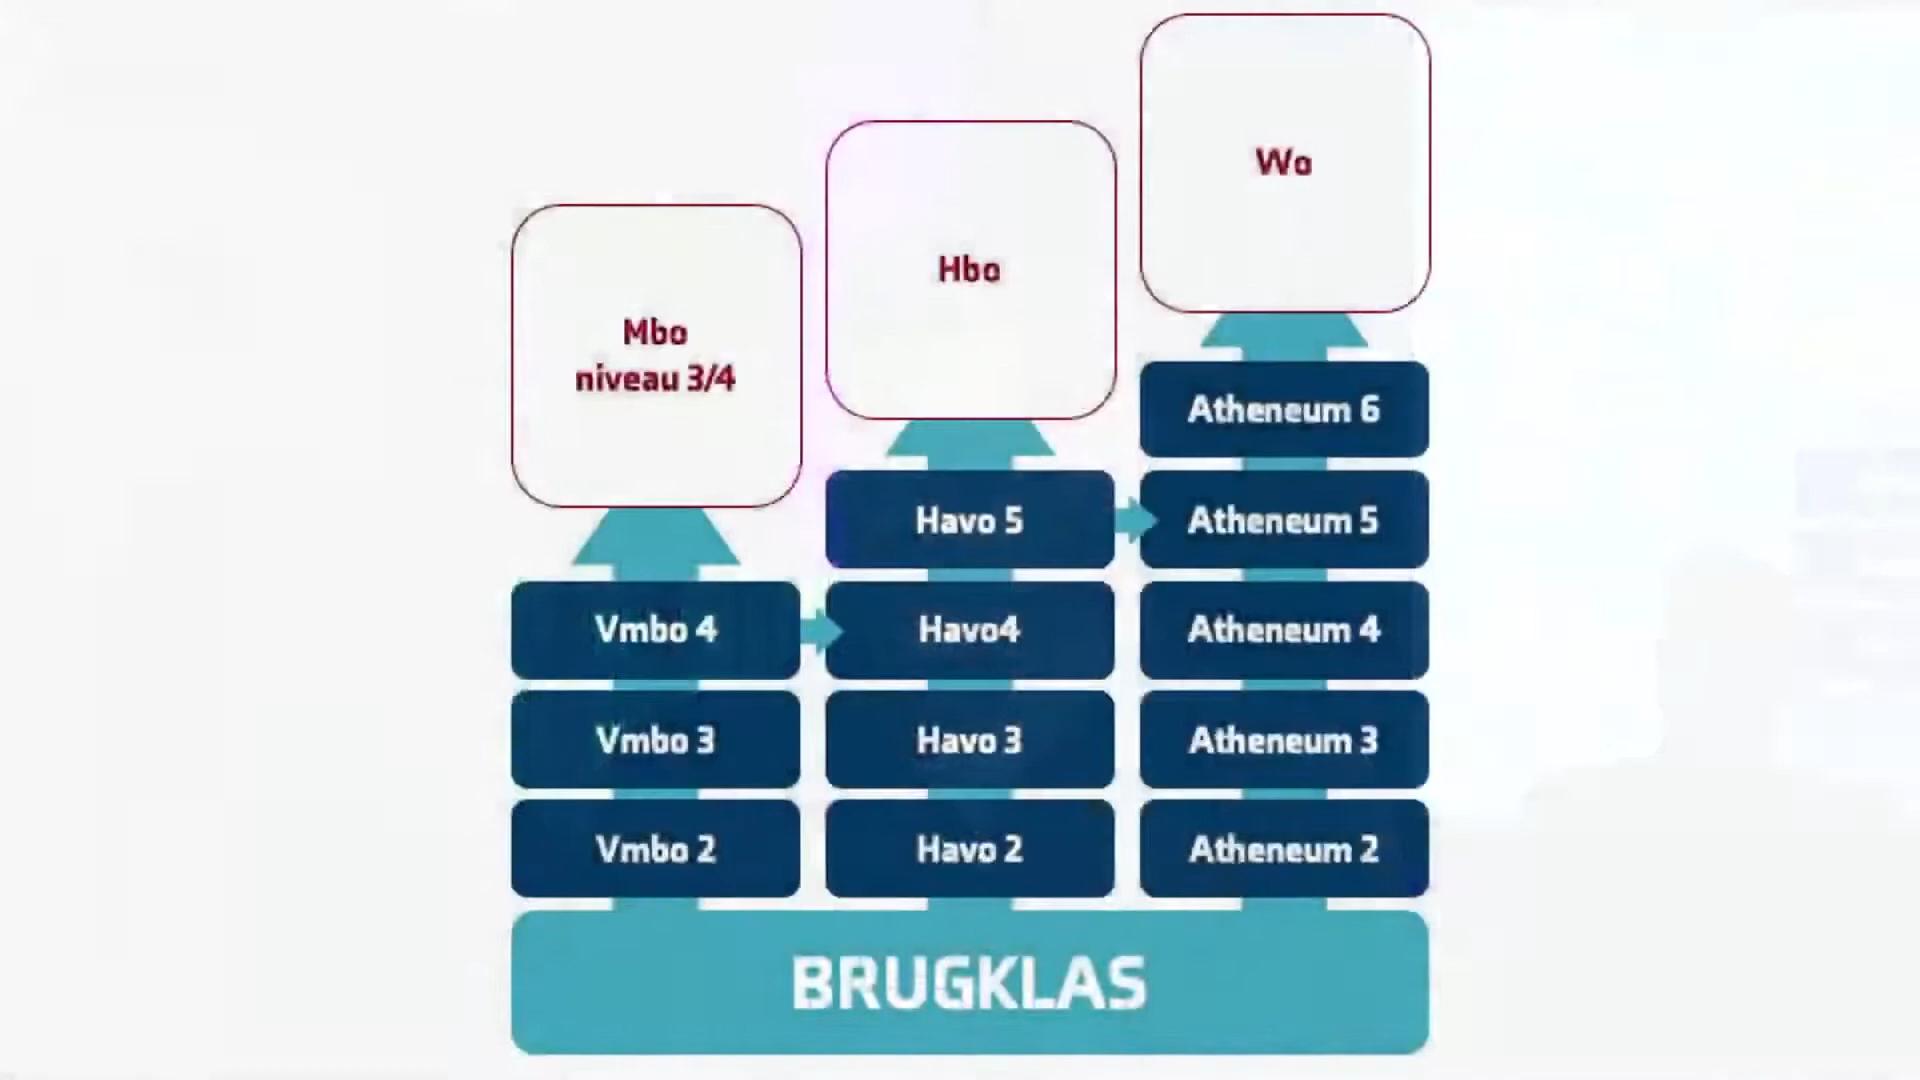 Wo
Hbo
Mbo
niveau 3/4
Atheneum 6
Havo 5
Atheneum 5
Vmbo 4
Havo4
Atheneum 4
Vmbo 3
Havo 3
Atheneum 3
Vmbo 2
Havo 2
Atheneum 2
BRUGKLAS